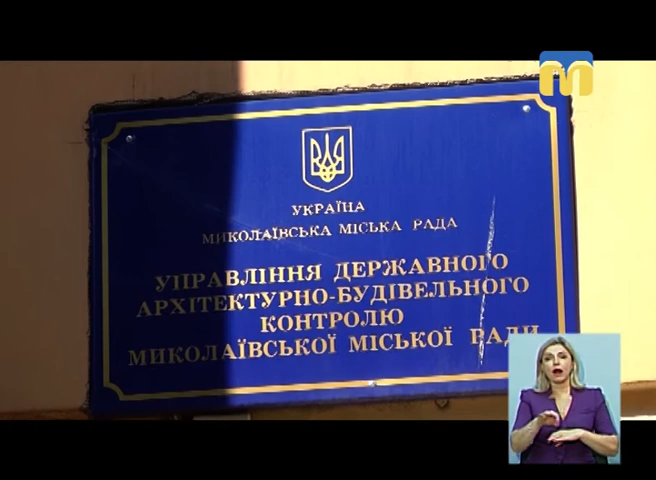 УКРАЇНА
МИКОЛАЇВСЬКА МІСЬКА РАДА
УПРАВЛІННЯ ДЕРЖАВНОГО
АРХІТЕКТУРНО-БУДІВЕЛЬНОГО
КОНТРОЛЮ
МИКОЛАЇВСЬКОЇ МІСЬКОЇ РАДИ